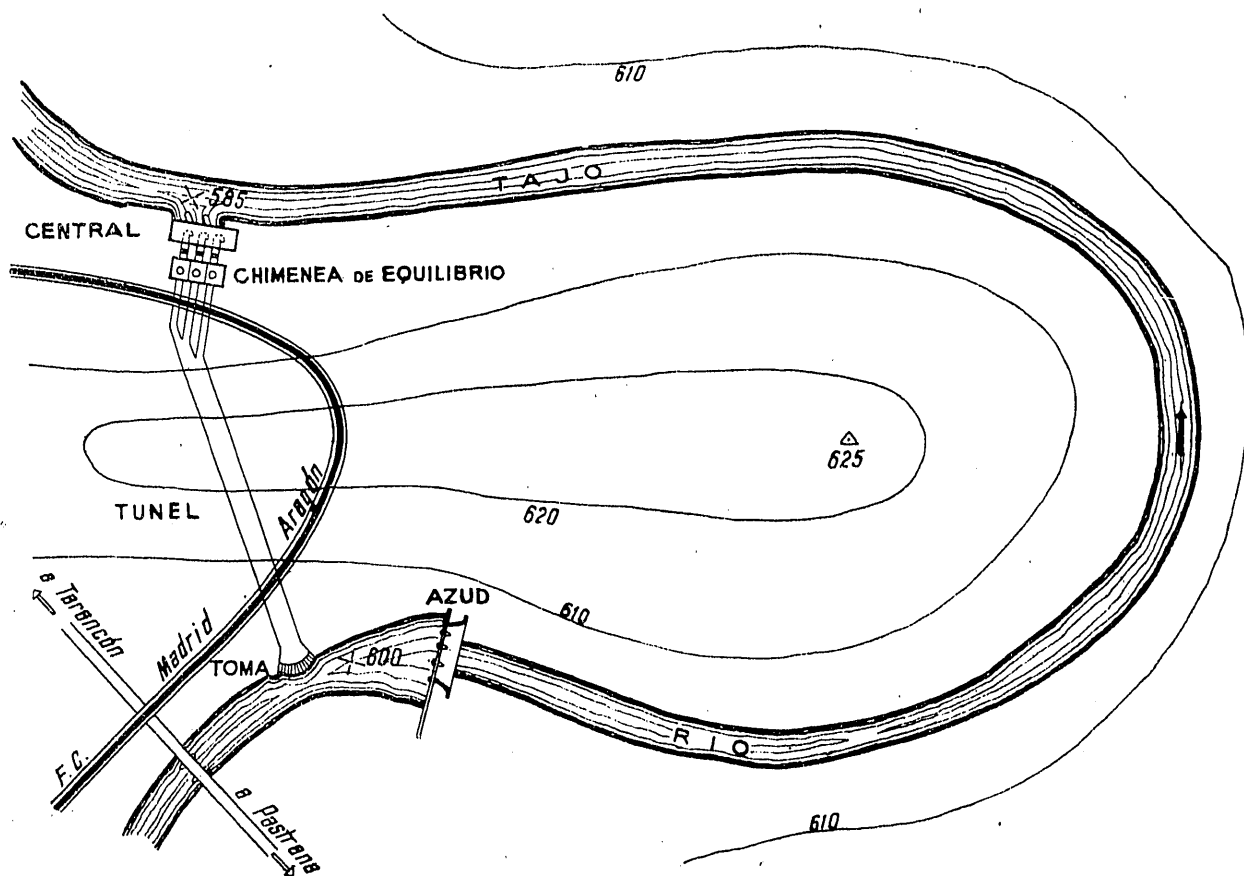 610
TAJO
585
CENTRAL
CHIMENEA DE EQUILIBRIO
625
TUNEL
Aragón
620
AZUD
610
a Tarancón
Madrid
TOMA
600
RIO
F.C.
a Pastrana
610